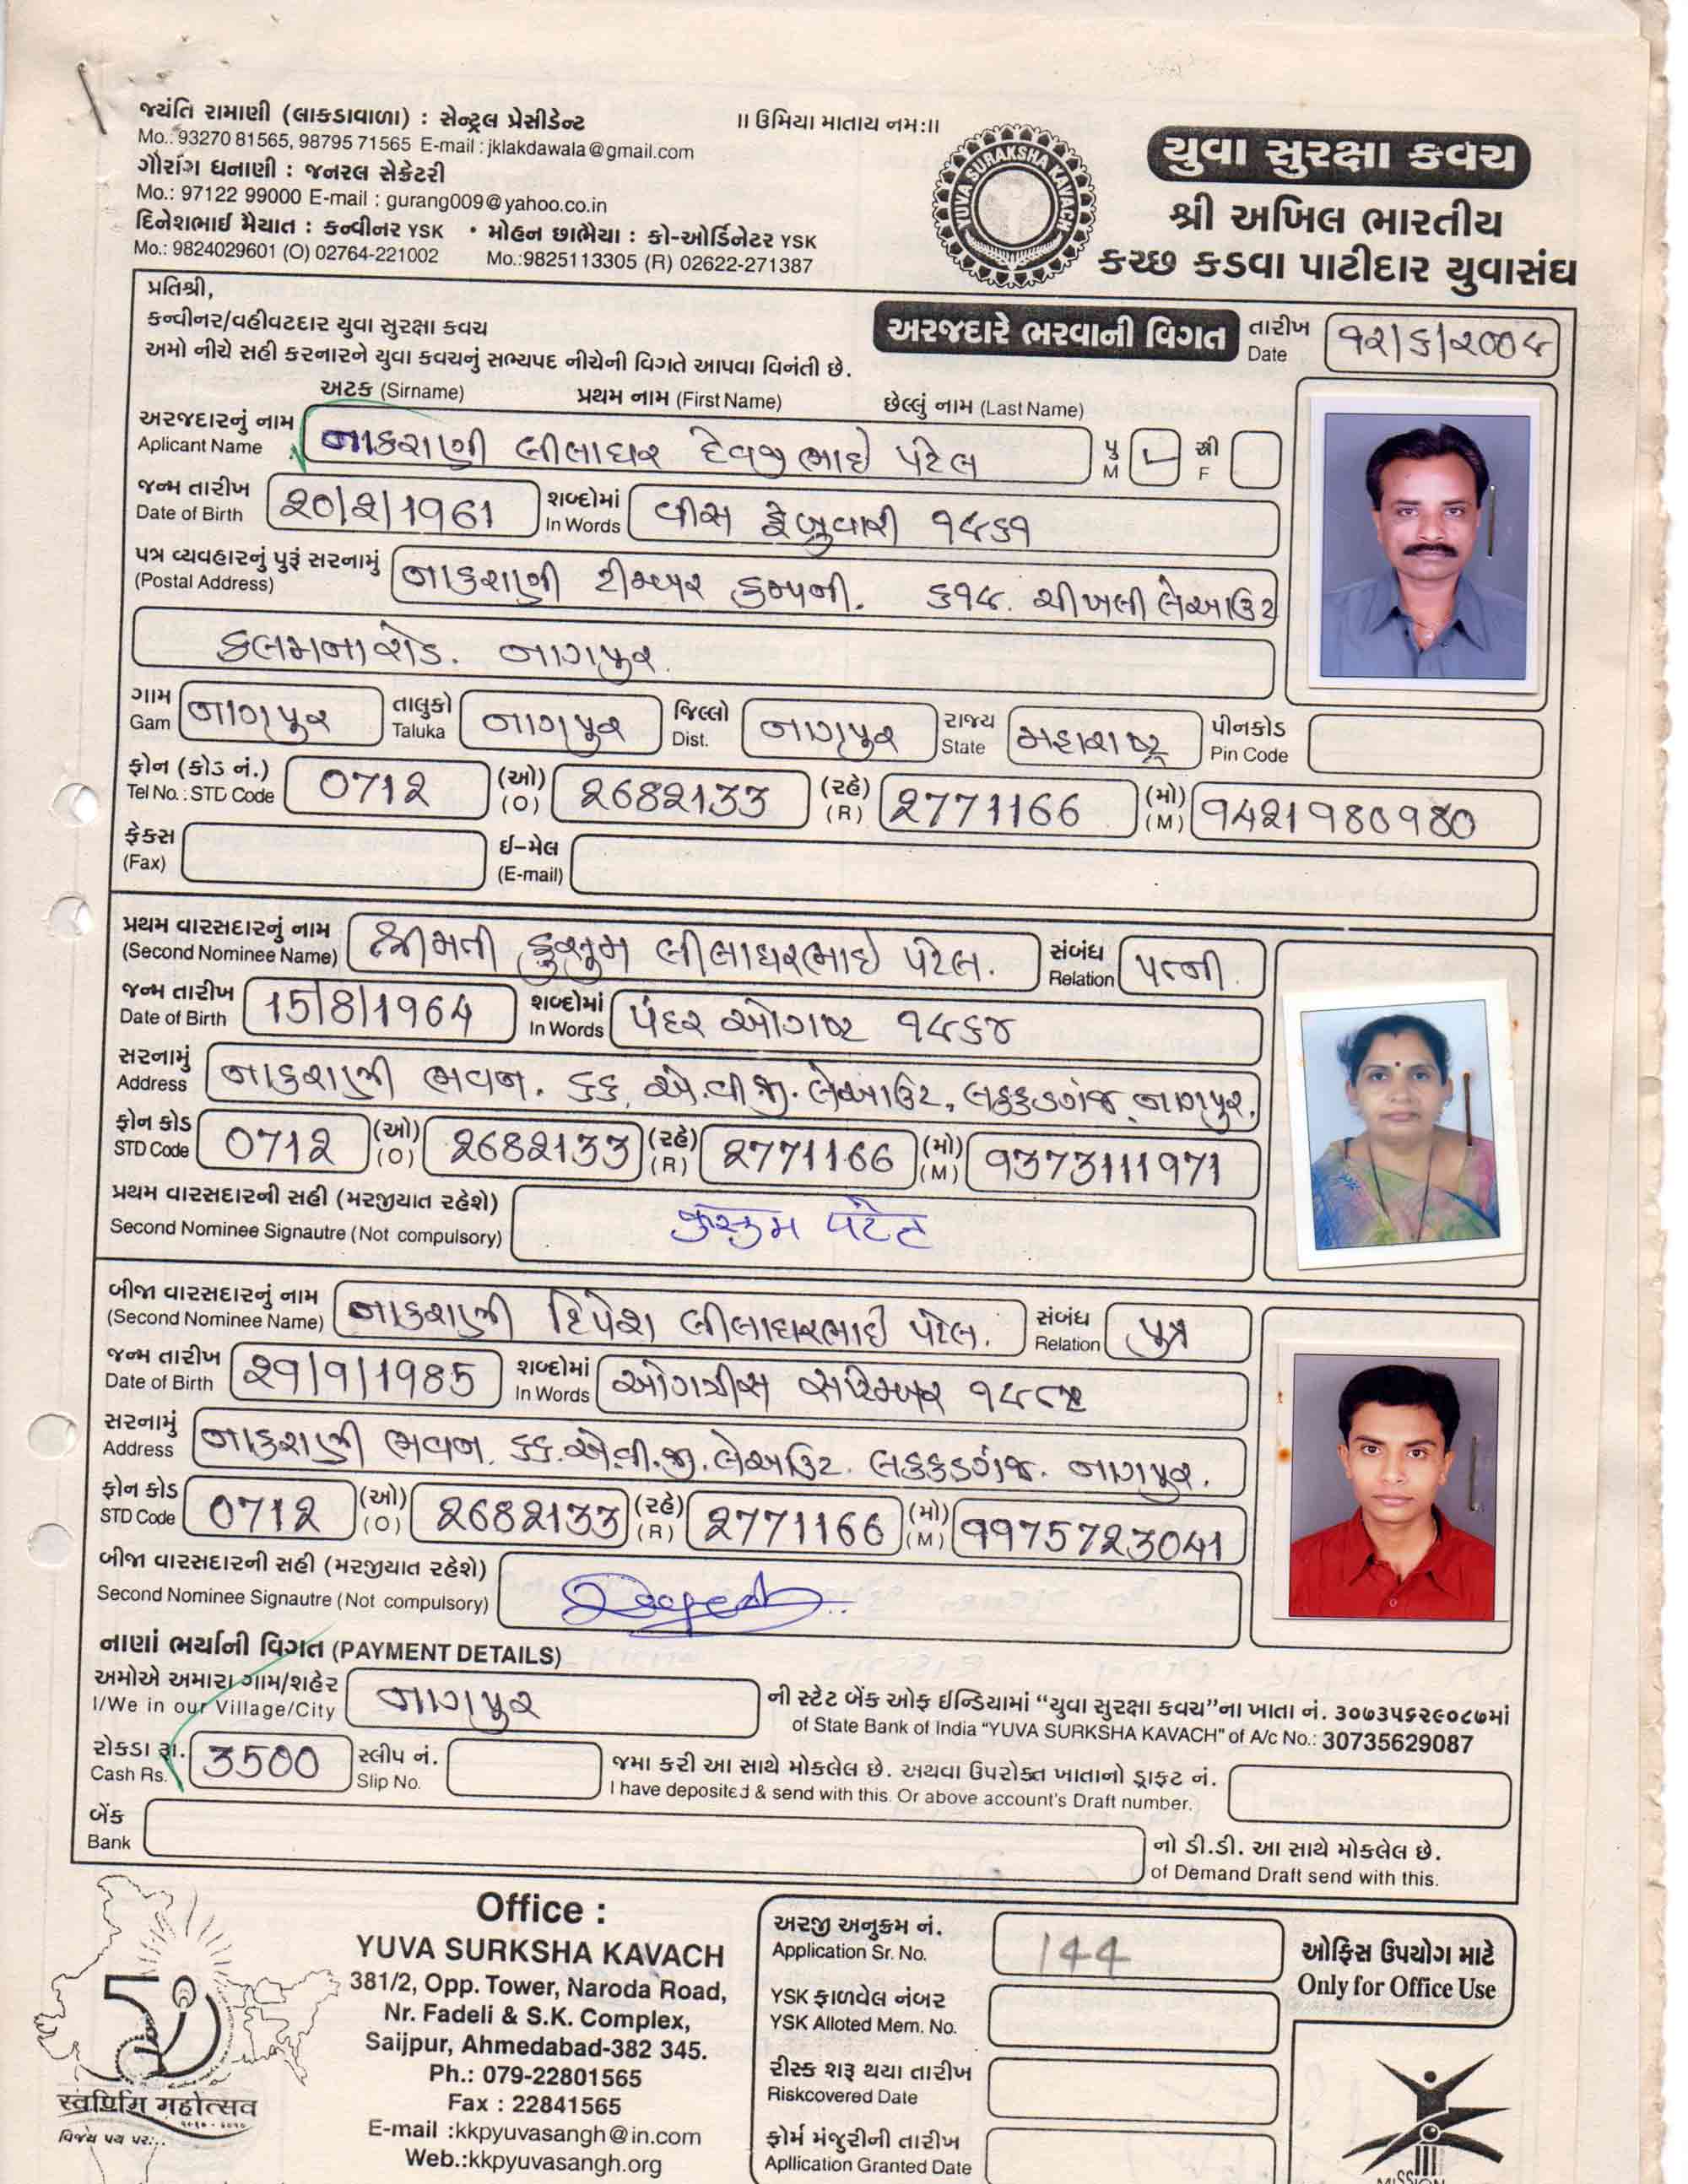 જયંતિ રામાણી (લાકડાવાળા) : સેન્ટ્રલ પ્રેસીડેન્ટ
Mo.: 93270 81565, 98795 71565 E-mail : jklakdawala@gmail.com
ગૌરાંગ ધનાણી : જનરલ સેક્રેટરી
Mo.: 97122 99000 E-mail : gurang009@yahoo.co.in
દિનેશભાઈ મૈયાત : કન્વીનર YSK • મોહન છાભૈયા : કો-ઓર્ડિનેટર YSK
Mo.: 9824029601 (O) 02764-221002 Mo.:9825113305 (R) 02622-271387
॥ ઉમિયા માતાય નમઃ॥
YUVA SURAKSHA KAVACH
યુવા સુરક્ષા કવચ
શ્રી અખિલ ભારતીય
કચ્છ કડવા પાટીદાર યુવાસંઘ
પ્રતિશ્રી,
કન્વીનર/વહીવટદાર યુવા સુરક્ષા કવચ
અમો નીચે સહી કરનારને યુવા કવચનું સભ્યપદ નીચેની વિગતે આપવા વિનંતી છે.
અરજદારે ભરવાની વિગત
તારીખ ૧૨/૬/૨૦૦૯
Date
અટક (Sirname) પ્રથમ નામ (First Name) છેલ્લું નામ (Last Name)
અરજદારનું નામ નાકરાણી લીલાધર દેવજીભાઈ પટેલ પુ સ્રી
Aplicant Name M F
જન્મ તારીખ 20/2/1961 શબ્દોમાં વીસ ફેબ્રુવારી ૧૯૬૧
Date of Birth In Words
પત્ર વ્યવહારનું પુરૂં સરનામું નાકરાણી ટીમ્બર કમ્પની. ૬૧૯. ચીખલી લેઆઉટ
(Postal Address)
કલમના રોડ. નાગપુર.
ગામ નાગપુર તાલુકો નાગપુર જિલ્લો નાગપુર રાજ્ય મહારાષ્ટ્ર પીનકોડ
Gam Taluka Dist. State Pin Code
ફોન (કોડ નં.) 0712 (ઓ) 2682133 (રહે) 2771166 (મો) 9421980980
Tel No. : STD Code (O) (R) (M)
ફેકસ ઈ-મેલ
(Fax) (E-mail)
પ્રથમ વારસદારનું નામ શ્રીમતી કુસુમ લીલાધરભાઈ પટેલ. સંબંધ પત્ની.
(Second Nominee Name) Relation
જન્મ તારીખ 15/8/1964 શબ્દોમાં પંદર ઓગષ્ટ ૧૯૬૪
Date of Birth In Words
સરનામું નાકરાણી ભવન. ૬૬, એ.વી.જી. લેઆઉટ, લકકડગંજ નાગપુર.
Address
ફોન કોડ 0712 (ઓ) 2682133 (રહે) 2771166 (મો) 9373111971
STD Code (O) (R) (M)
પ્રથમ વારસદારની સહી (મરજીયાત રહેશે) કુસુમ પટેલ
Second Nominee Signautre (Not compulsory)
બીજા વારસદારનું નામ નાકરાણી દિપેશ લીલાધરભાઈ પટેલ. સંબંધ પુત્ર
(Second Nominee Name) Relation
જન્મ તારીખ 29/9/1985 શબ્દોમાં ઓગત્રીસ સપ્ટેમ્બર
Date of Birth In Words
સરનામું નાકરાણી ભવન. ૬૬. એ.વી.જી. લેઆઉટ. લકકડગંજ. નાગપુર.
Address
ફોન કોડ 0712 (ઓ) 2682133 (રહે) 2771166 (મો) 9975723041
STD Code (O) (R) (M)
બીજા વારસદારની સહી (મરજીયાત રહેશે)
Second Nominee Signautre (Not compulsory)
નાણાં ભર્યાની વિગત (PAYMENT DETAILS)
અમોએ અમારા ગામ/શહેર નાગપુર ની સ્ટેટ બેંક ઓફ ઈન્ડિયામાં “યુવા સુરક્ષા કવચ”ના ખાતા નં. ૩૦૭૩૫૬૨૯૦૮૭માં
I/We in our Village/City of State Bank of India “YUVA SURKSHA KAVACH” of A/c No.: 30735629087
રોકડા રૂા. 3500 સ્લીપ નં. જમા કરી આ સાથે મોકલેલ છે. અથવા ઉપરોક્ત ખાતાનો ડ્રાફટ નં.
Cash Rs. Slip No. I have deposited & send with this. Or above account's Draft number.
બેંક નો ડી.ડી. આ સાથે મોકલેલ છે.
Bank of Demand Draft send with this.
સ્વર્ણિમ મહોત્સવ
વિજય પથ પર...
Office :
YUVA SURKSHA KAVACH
381/2, Opp. Tower, Naroda Road,
Nr. Fadeli & S.K. Complex,
Saijpur, Ahmedabad-382 345.
Ph.: 079-22801565
Fax : 22841565
E-mail :kkpyuvasangh@in.com
Web.:kkpyuvasangh.org
અરજી અનુક્રમ નં. 144
Application Sr. No.
YSK ફાળવેલ નંબર
YSK Alloted Mem. No.
રીસ્ક શરૂ થયા તારીખ
Riskcovered Date
ફોર્મ મંજુરીની તારીખ
Apllication Granted Date
ઓફિસ ઉપયોગ માટે
Only for Office Use
MISSION